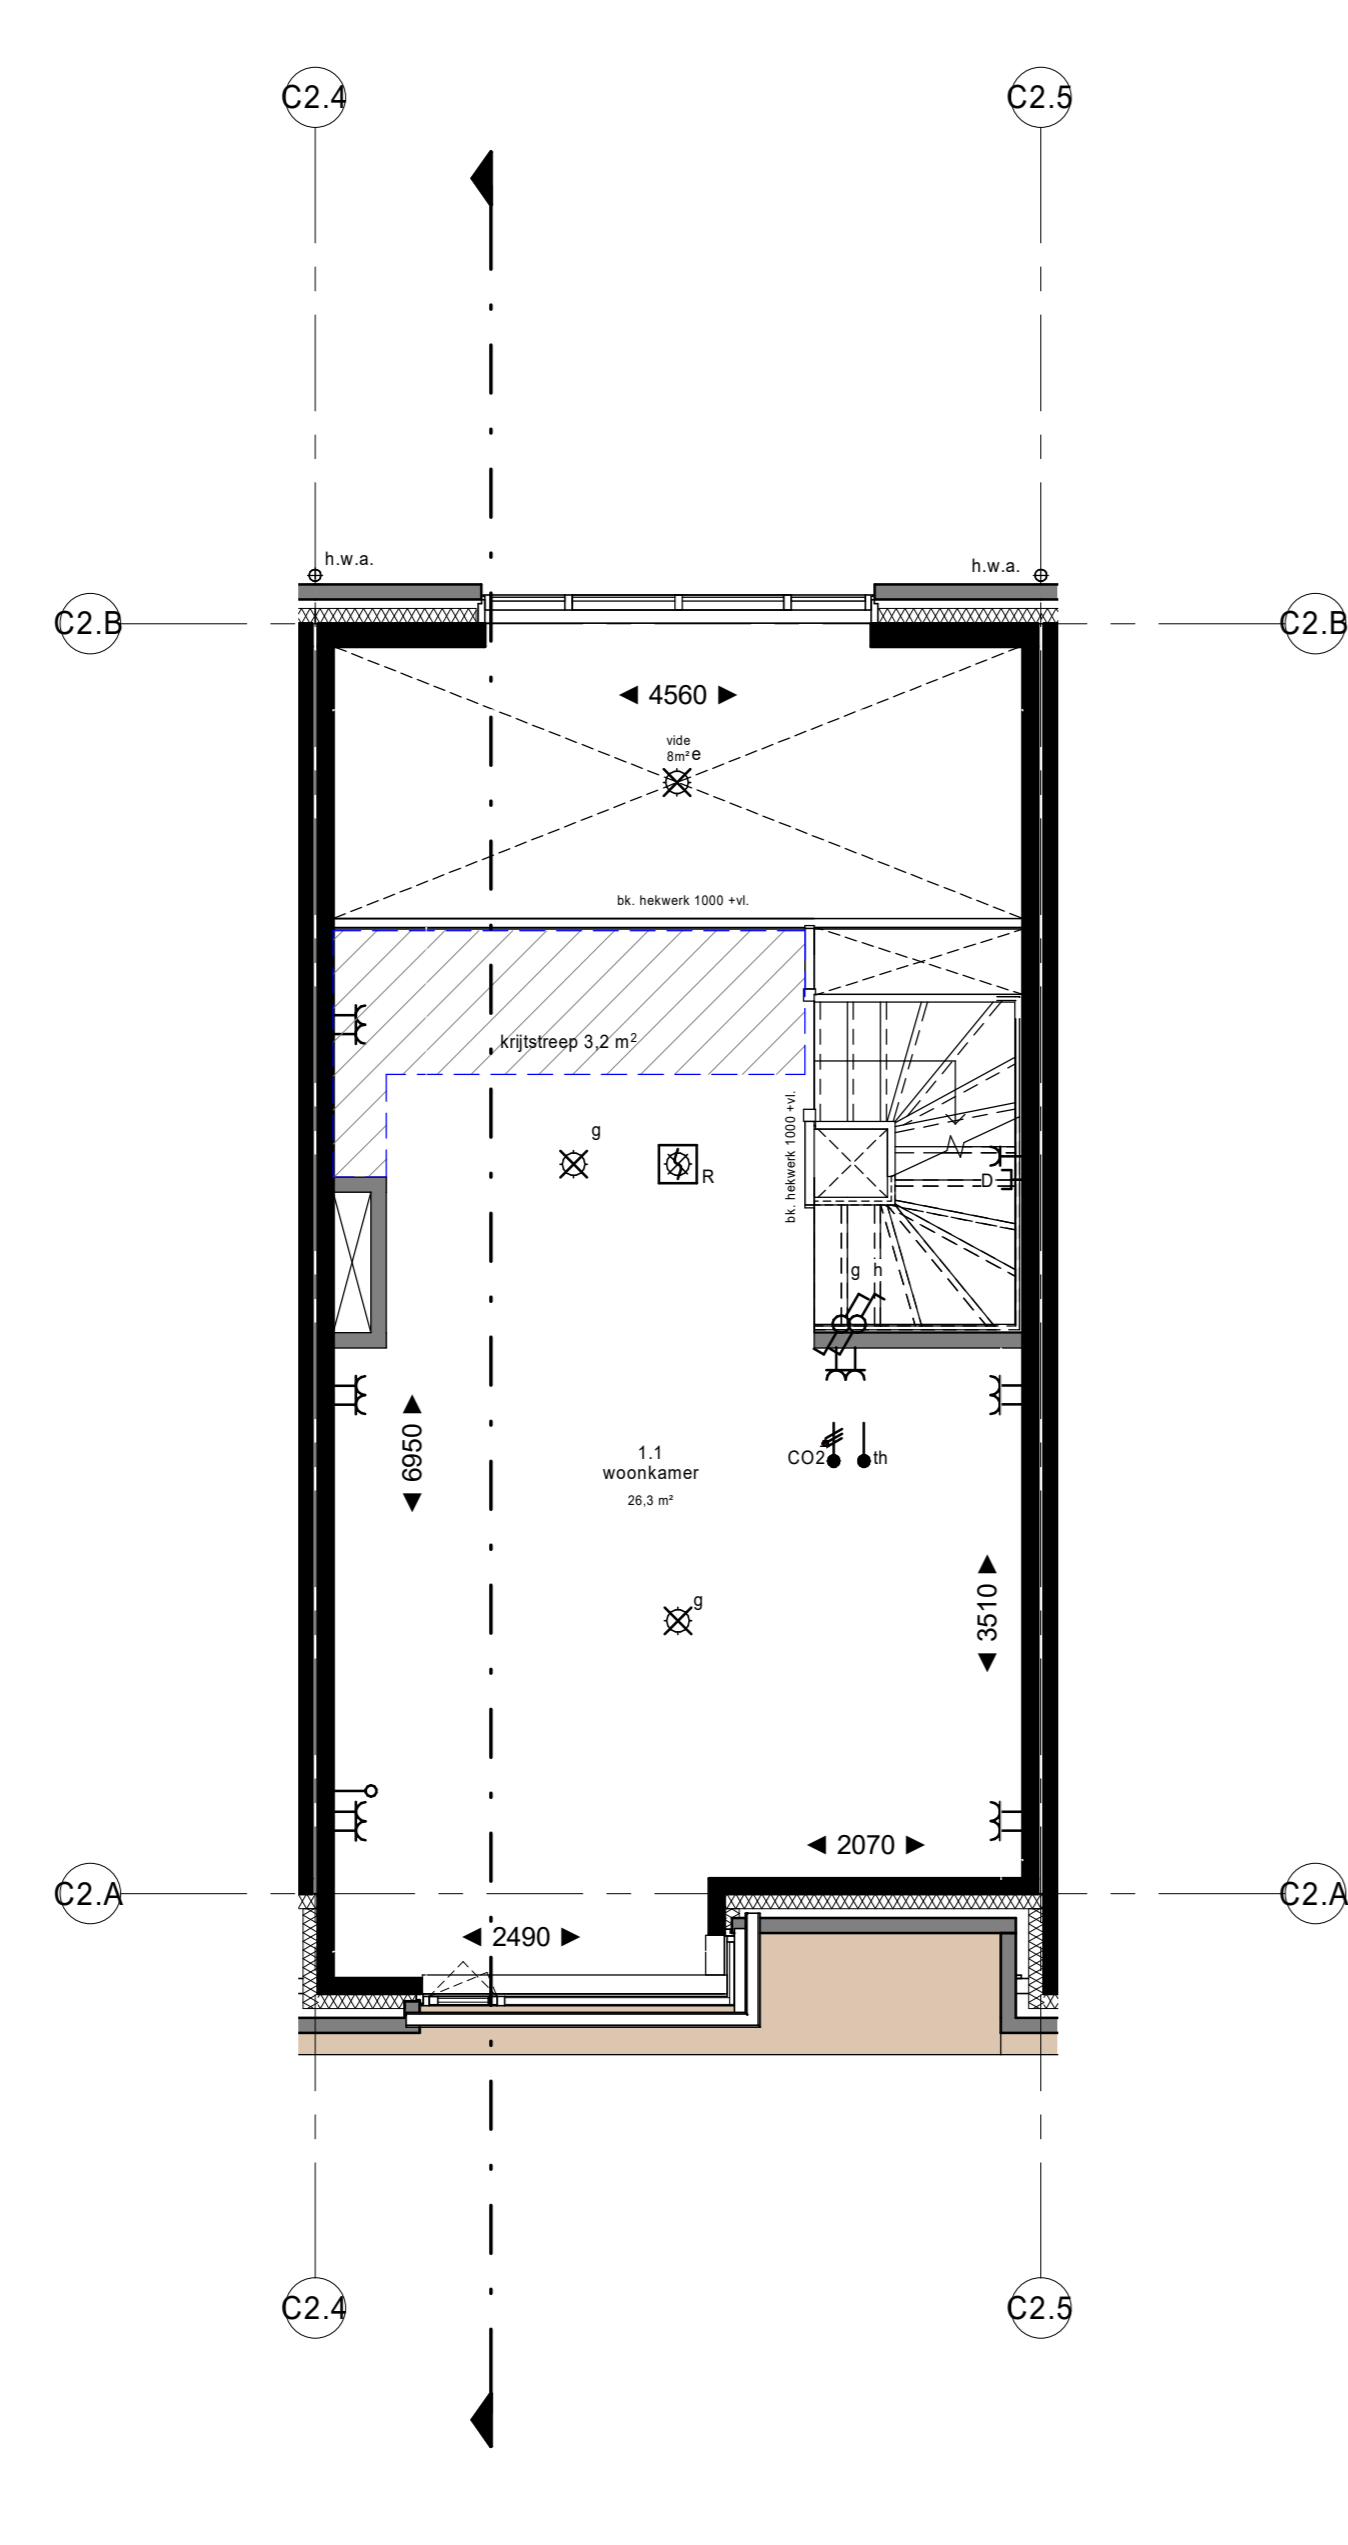 C2.4
C2.5
h.w.a.
h.w.a.
C2.B
C2.B
4560
vide
8m² e
bk. hekwerk 1000 +vl.
krijtstreep 3,2 m²
bk. hekwerk 1000 +vl.
g
R
D
g h
6950
1.1
woonkamer
26,3 m²
CO2
th
3510
g
2070
C2.A
C2.A
2490
C2.4
C2.5